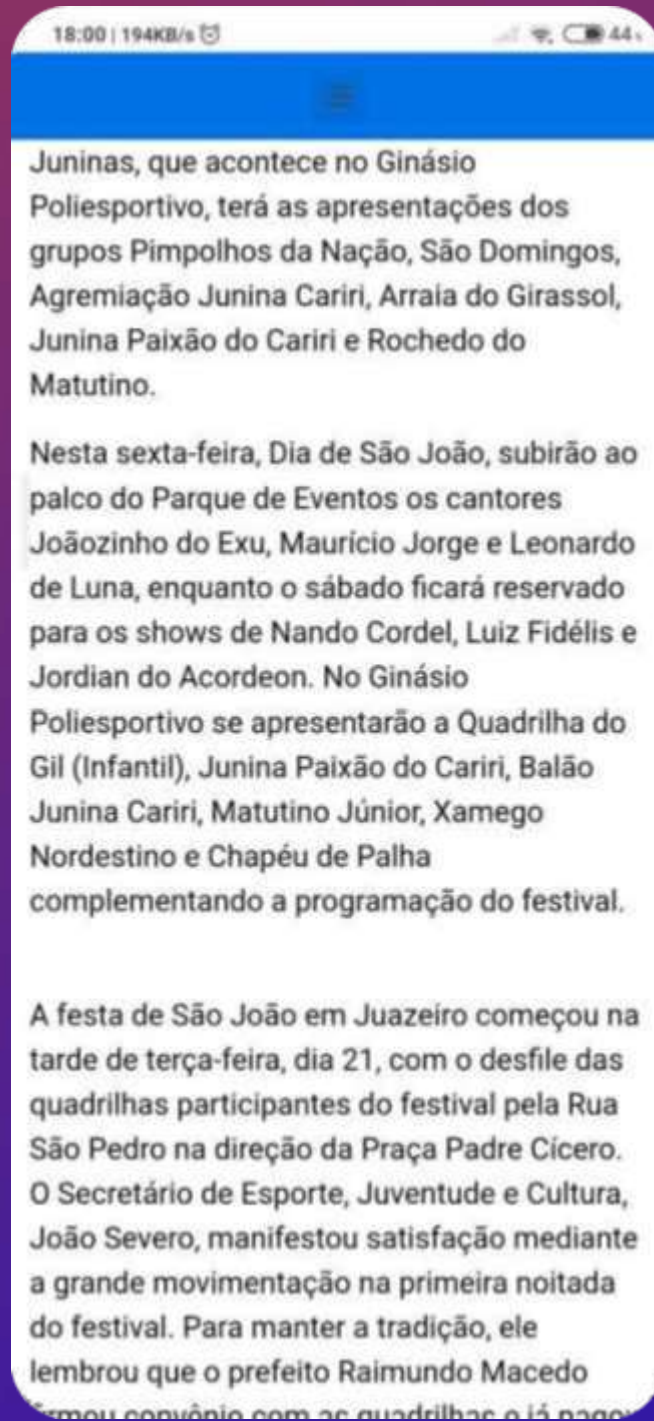 18:00 | 194KB/s
44
Juninas, que acontece no Ginásio
Poliesportivo, terá as apresentações dos
grupos Pimpolhos da Nação, São Domingos,
Agremiação Junina Cariri, Arraia do Girassol,
Junina Paixão do Cariri e Rochedo do
Matutino.
Nesta sexta-feira, Dia de São João, subirão ao
palco do Parque de Eventos os cantores
Joãozinho do Exu, Maurício Jorge e Leonardo
de Luna, enquanto o sábado ficará reservado
para os shows de Nando Cordel, Luiz Fidélis e
Jordian do Acordeon. No Ginásio
Poliesportivo se apresentarão a Quadrilha do
Gil (Infantil), Junina Paixão do Cariri, Balão
Junina Cariri, Matutino Júnior, Xamego
Nordestino e Chapéu de Palha
complementando a programação do festival.
A festa de São João em Juazeiro começou na
tarde de terça-feira, dia 21, com o desfile das
quadrilhas participantes do festival pela Rua
São Pedro na direção da Praça Padre Cícero.
O Secretário de Esporte, Juventude e Cultura,
João Severo, manifestou satisfação mediante
a grande movimentação na primeira noitada
do festival. Para manter a tradição, ele
lembrou que o prefeito Raimundo Macedo
convênio com as quadrilhas e já pagou